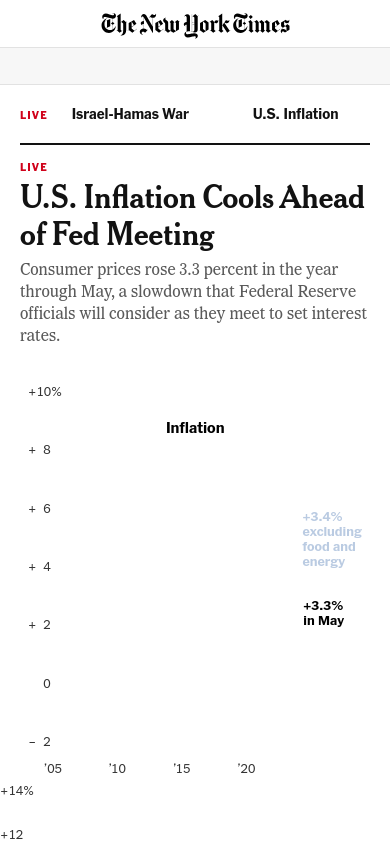 The New York Times
LIVE Israel-Hamas War U.S. Inflation
LIVE
U.S. Inflation Cools Ahead
of Fed Meeting
Consumer prices rose 3.3 percent in the year
through May, a slowdown that Federal Reserve
officials will consider as they meet to set interest
rates.
+10%
Inflation
+ 8
+ 6
+3.4%
excluding
food and
energy
+ 4
+3.3%
in May
+ 2
0
– 2
’05 ’10 ’15 ’20
+14%
+12